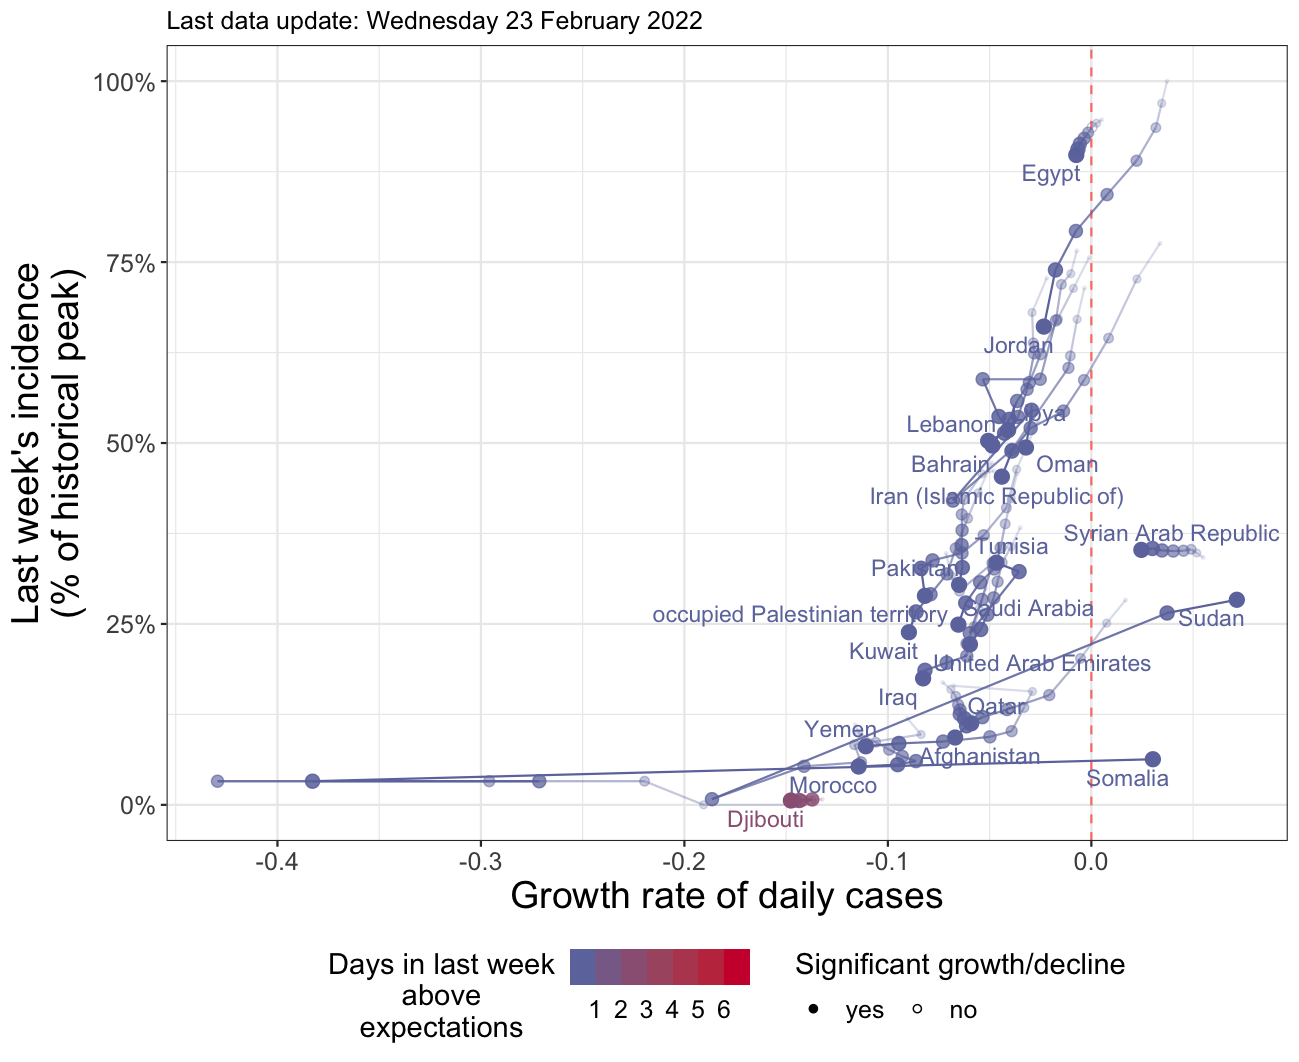 Last data update: Wednesday 23 February 2022
Last week's incidence
(% of historical peak)
100%
75%
50%
25%
0%
Egypt
Jordan
Libya
Lebanon
Bahrain
Oman
Iran (Islamic Republic of)
Syrian Arab Republic
Tunisia
Pakistan
occupied Palestinian territory
Saudi Arabia
Sudan
Kuwait
United Arab Emirates
Iraq
Qatar
Yemen
Afghanistan
Morocco
Somalia
Djibouti
-0.4
-0.3
-0.2
-0.1
0.0
Growth rate of daily cases
Days in last week
above
expectations
1 2 3 4 5 6
Significant growth/decline
yes no